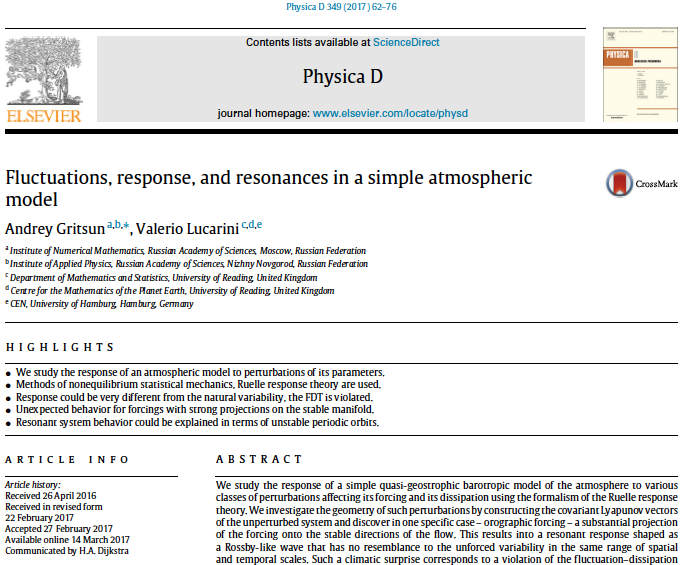 Physica D 349 (2017) 62–76
Contents lists available at ScienceDirect
Physica D
journal homepage: www.elsevier.com/locate/physd
ELSEVIER
PHYSICA
CrossMark
Fluctuations, response, and resonances in a simple atmospheric
model
Andrey Gritsun a,b,*, Valerio Lucarini c,d,e
a Institute of Numerical Mathematics, Russian Academy of Sciences, Moscow, Russian Federation
b Institute of Applied Physics, Russian Academy of Sciences, Nizhny Novgorod, Russian Federation
c Department of Mathematics and Statistics, University of Reading, United Kingdom
d Centre for the Mathematics of the Planet Earth, University of Reading, United Kingdom
e CEN, University of Hamburg, Hamburg, Germany
HIGHLIGHTS
• We study the response of an atmospheric model to perturbations of its parameters.
• Methods of nonequilibrium statistical mechanics, Ruelle response theory are used.
• Response could be very different from the natural variability, the FDT is violated.
• Unexpected behavior for forcings with strong projections on the stable manifold.
• Resonant system behavior could be explained in terms of unstable periodic orbits.
ARTICLE INFO
Article history:
Received 26 April 2016
Received in revised form
22 February 2017
Accepted 27 February 2017
Available online 14 March 2017
Communicated by H.A. Dijkstra
ABSTRACT
We study the response of a simple quasi-geostrophic barotropic model of the atmosphere to various
classes of perturbations affecting its forcing and its dissipation using the formalism of the Ruelle response
theory. We investigate the geometry of such perturbations by constructing the covariant Lyapunov vectors
of the unperturbed system and discover in one specific case – orographic forcing – a substantial projection
of the forcing onto the stable directions of the flow. This results into a resonant response shaped as
a Rossby-like wave that has no resemblance to the unforced variability in the same range of spatial
and temporal scales. Such a climatic surprise corresponds to a violation of the fluctuation–dissipation